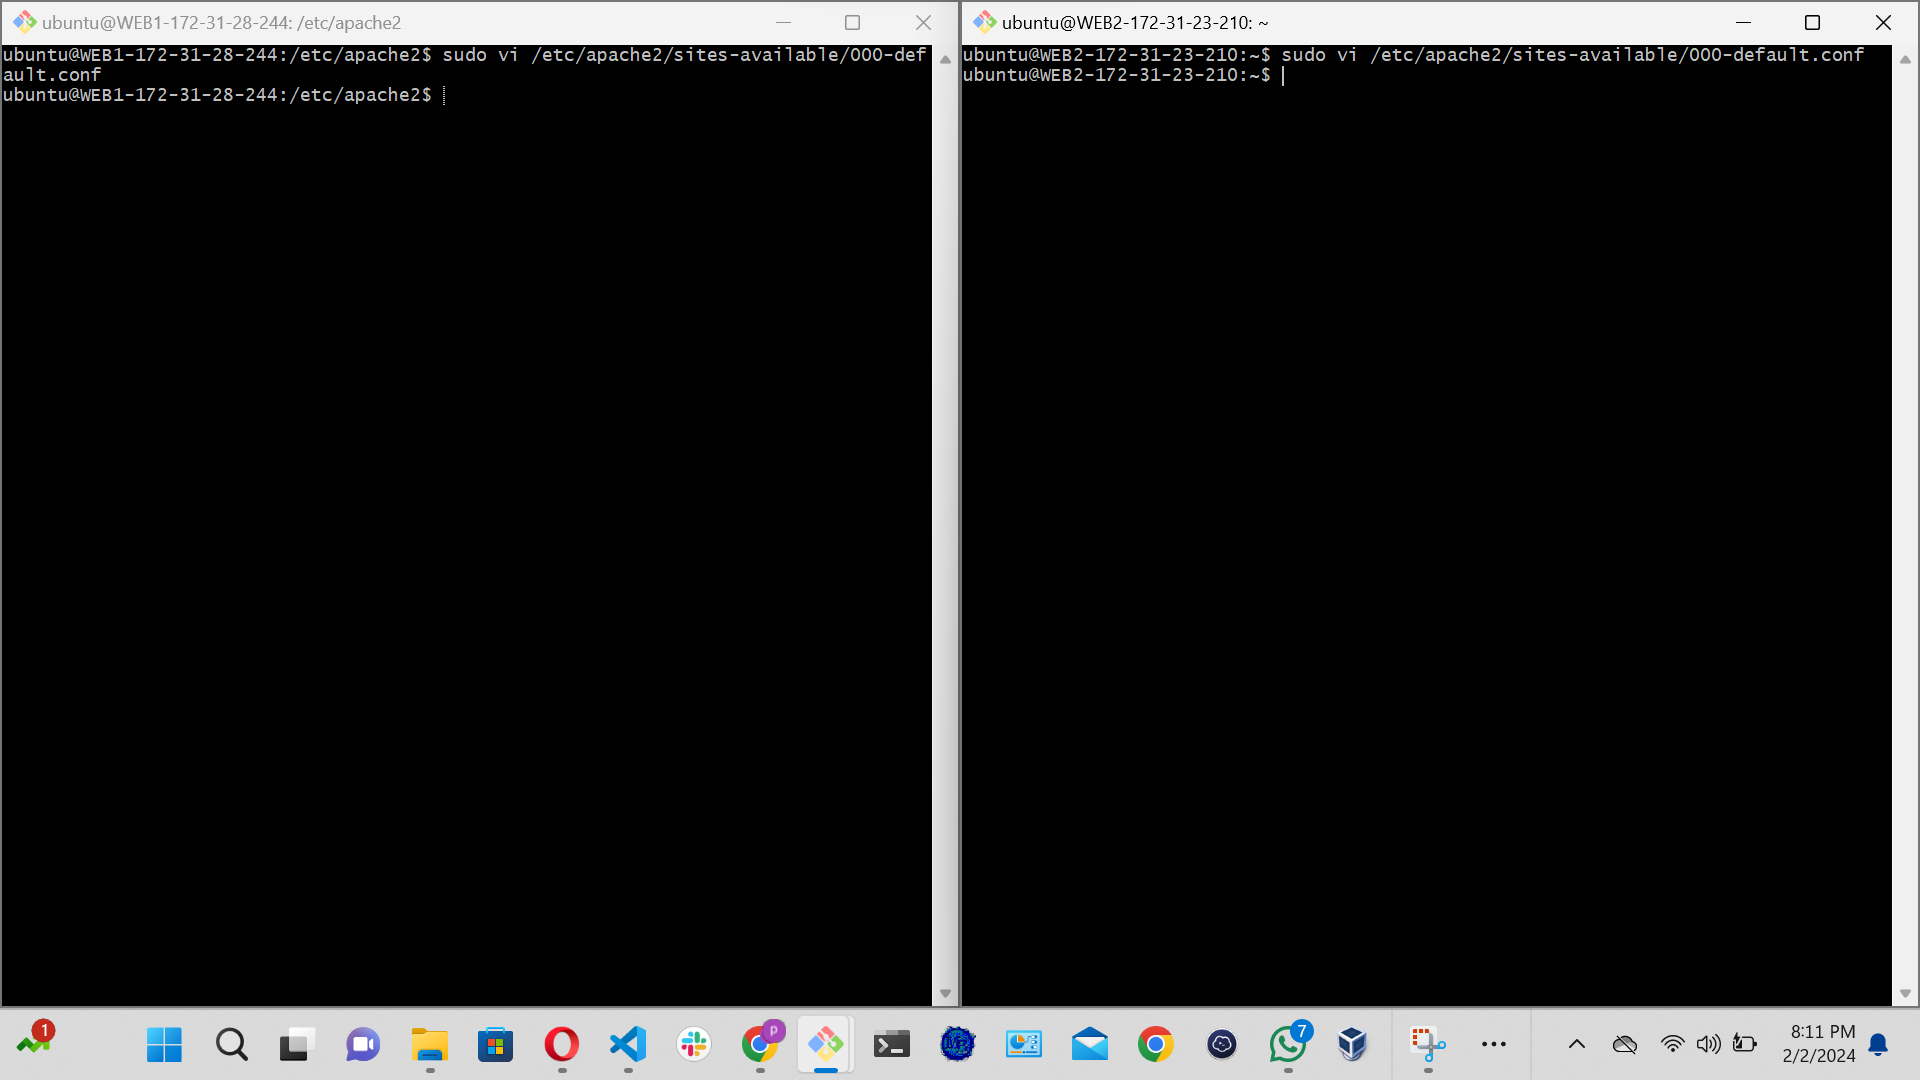 ubuntu@WEB1-172-31-28-244: /etc/apache2
ubuntu@WEB1-172-31-28-244:/etc/apache2$ sudo vi /etc/apache2/sites-available/000-def
ault.conf
ubuntu@WEB1-172-31-28-244:/etc/apache2$
ubuntu@WEB2-172-31-23-210: ~
ubuntu@WEB2-172-31-23-210:~$ sudo vi /etc/apache2/sites-available/000-default.conf
ubuntu@WEB2-172-31-23-210:~$
1
P
7
8:11 PM
2/2/2024